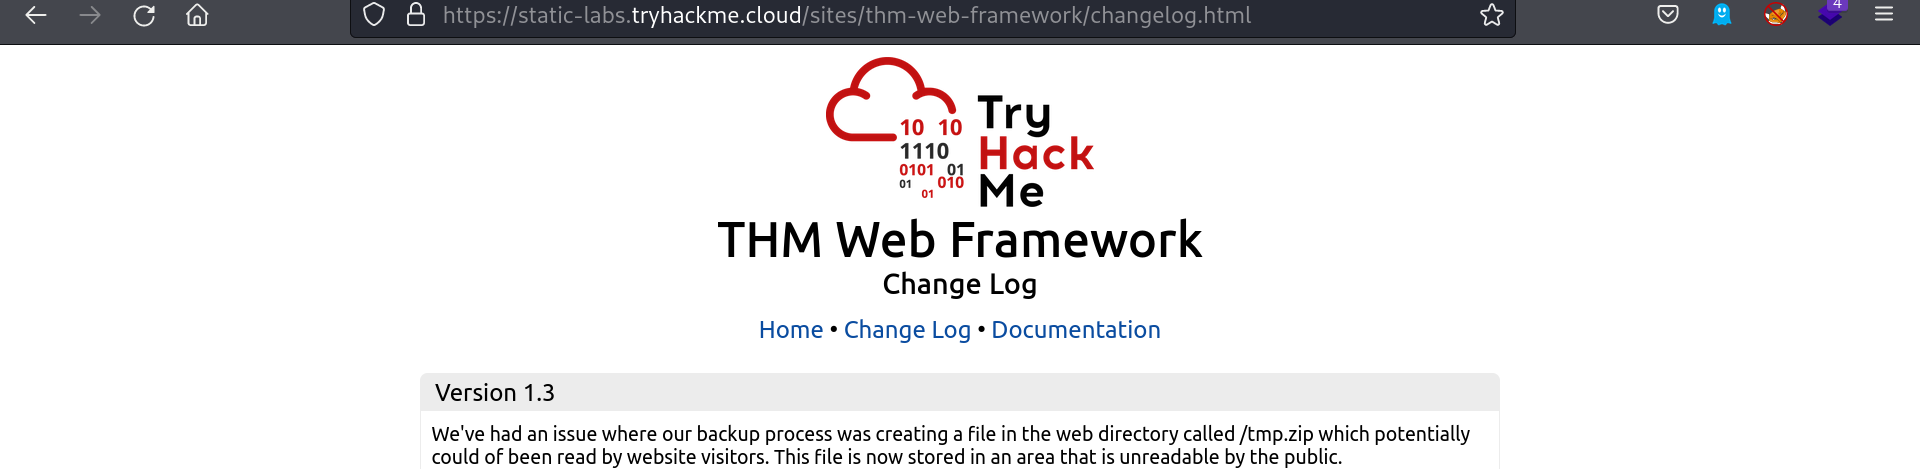 https://static-labs.tryhackme.cloud/sites/thm-web-framework/changelog.html
4
10 10
1110
0101 01
01 010
01
Try
Hack
Me
THM Web Framework
Change Log
Home • Change Log • Documentation
Version 1.3
We've had an issue where our backup process was creating a file in the web directory called /tmp.zip which potentially
could of been read by website visitors. This file is now stored in an area that is unreadable by the public.